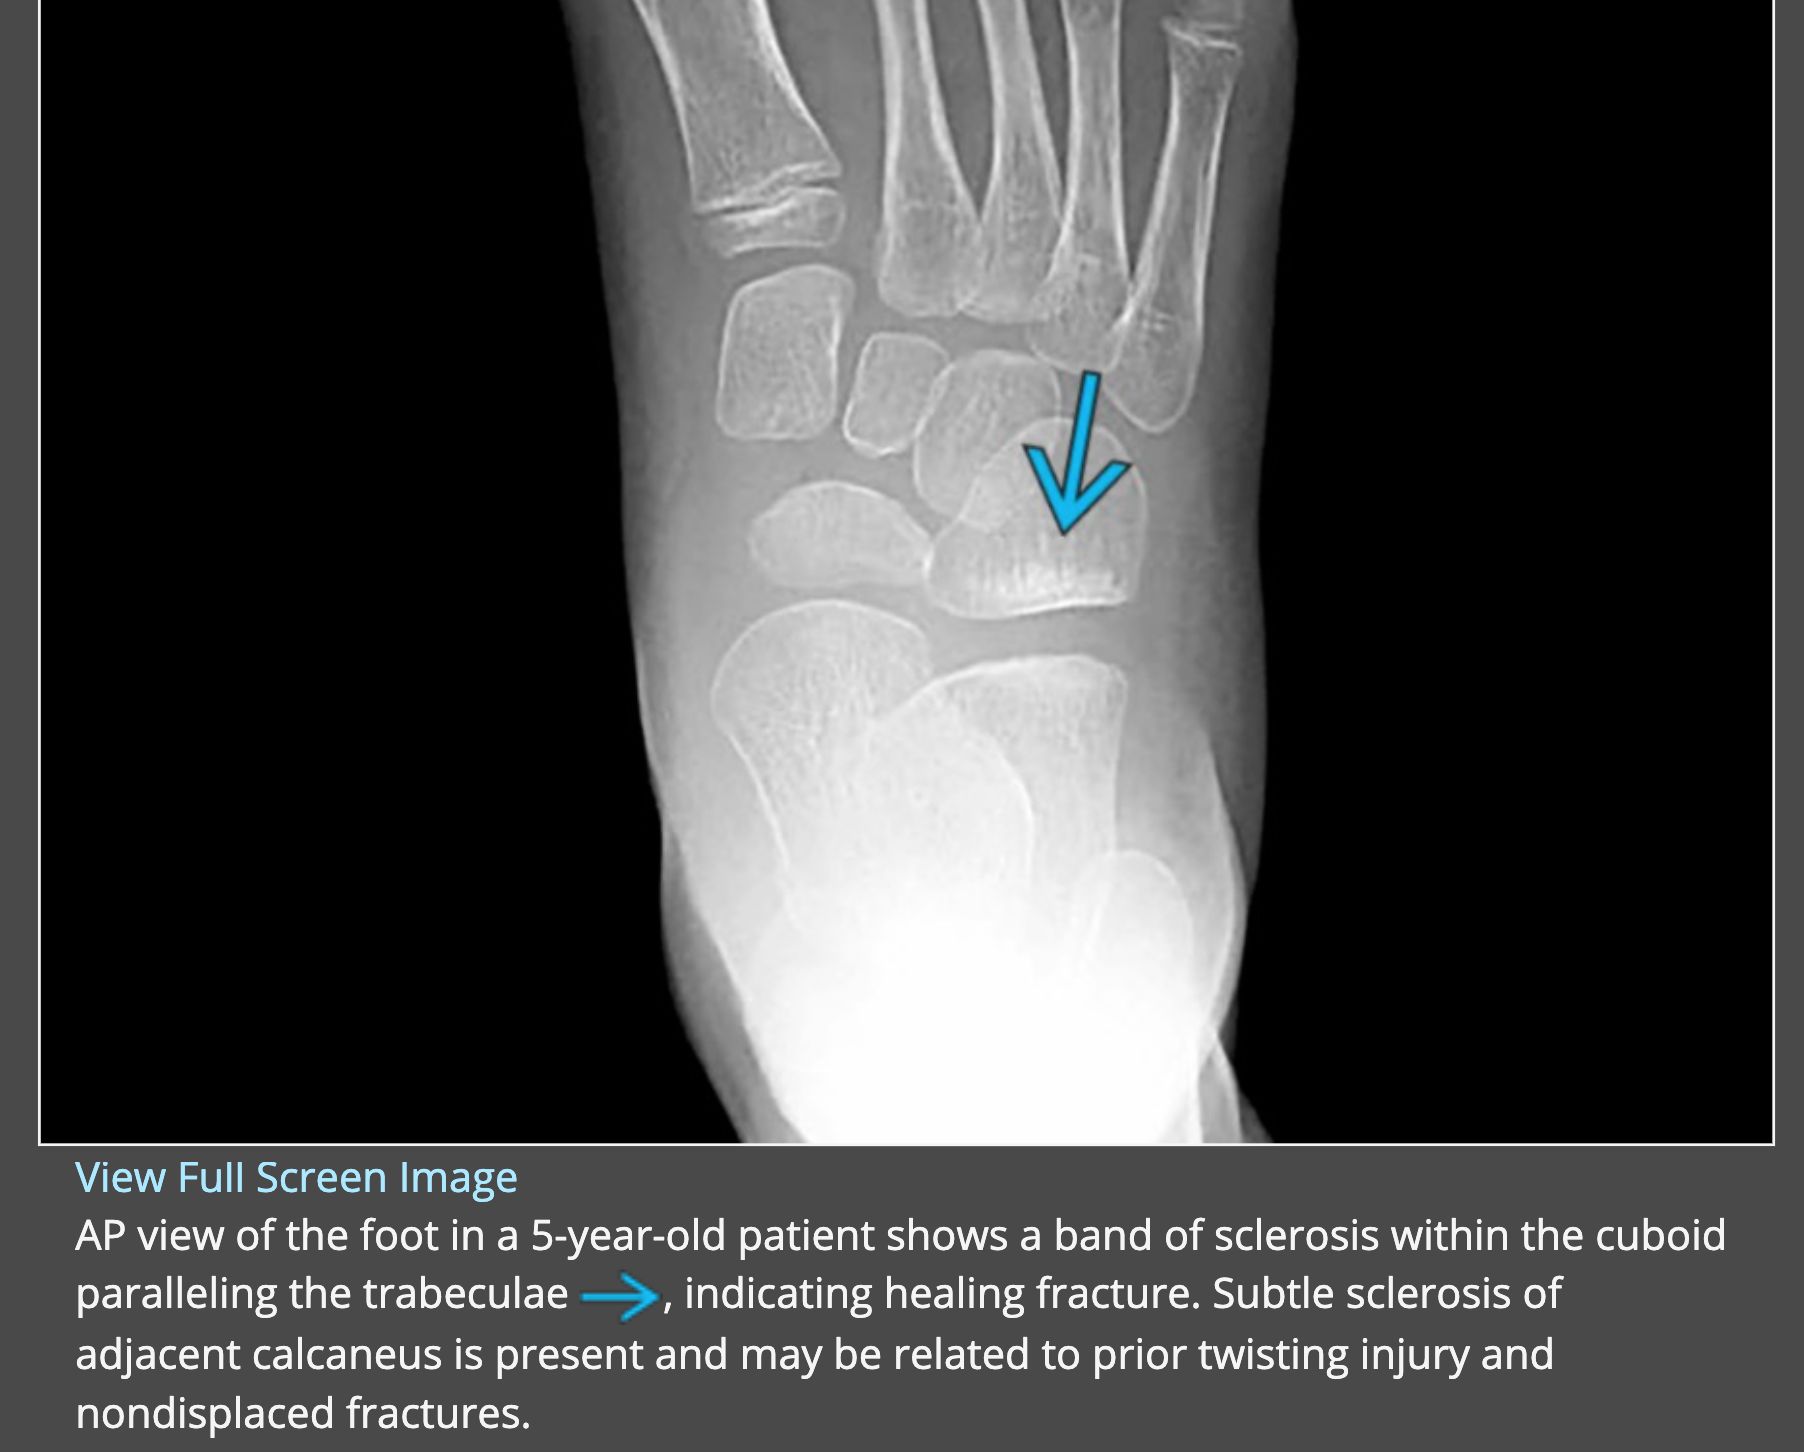 View Full Screen Image
AP view of the foot in a 5-year-old patient shows a band of sclerosis within the cuboid
paralleling the trabeculae →, indicating healing fracture. Subtle sclerosis of
adjacent calcaneus is present and may be related to prior twisting injury and
nondisplaced fractures.